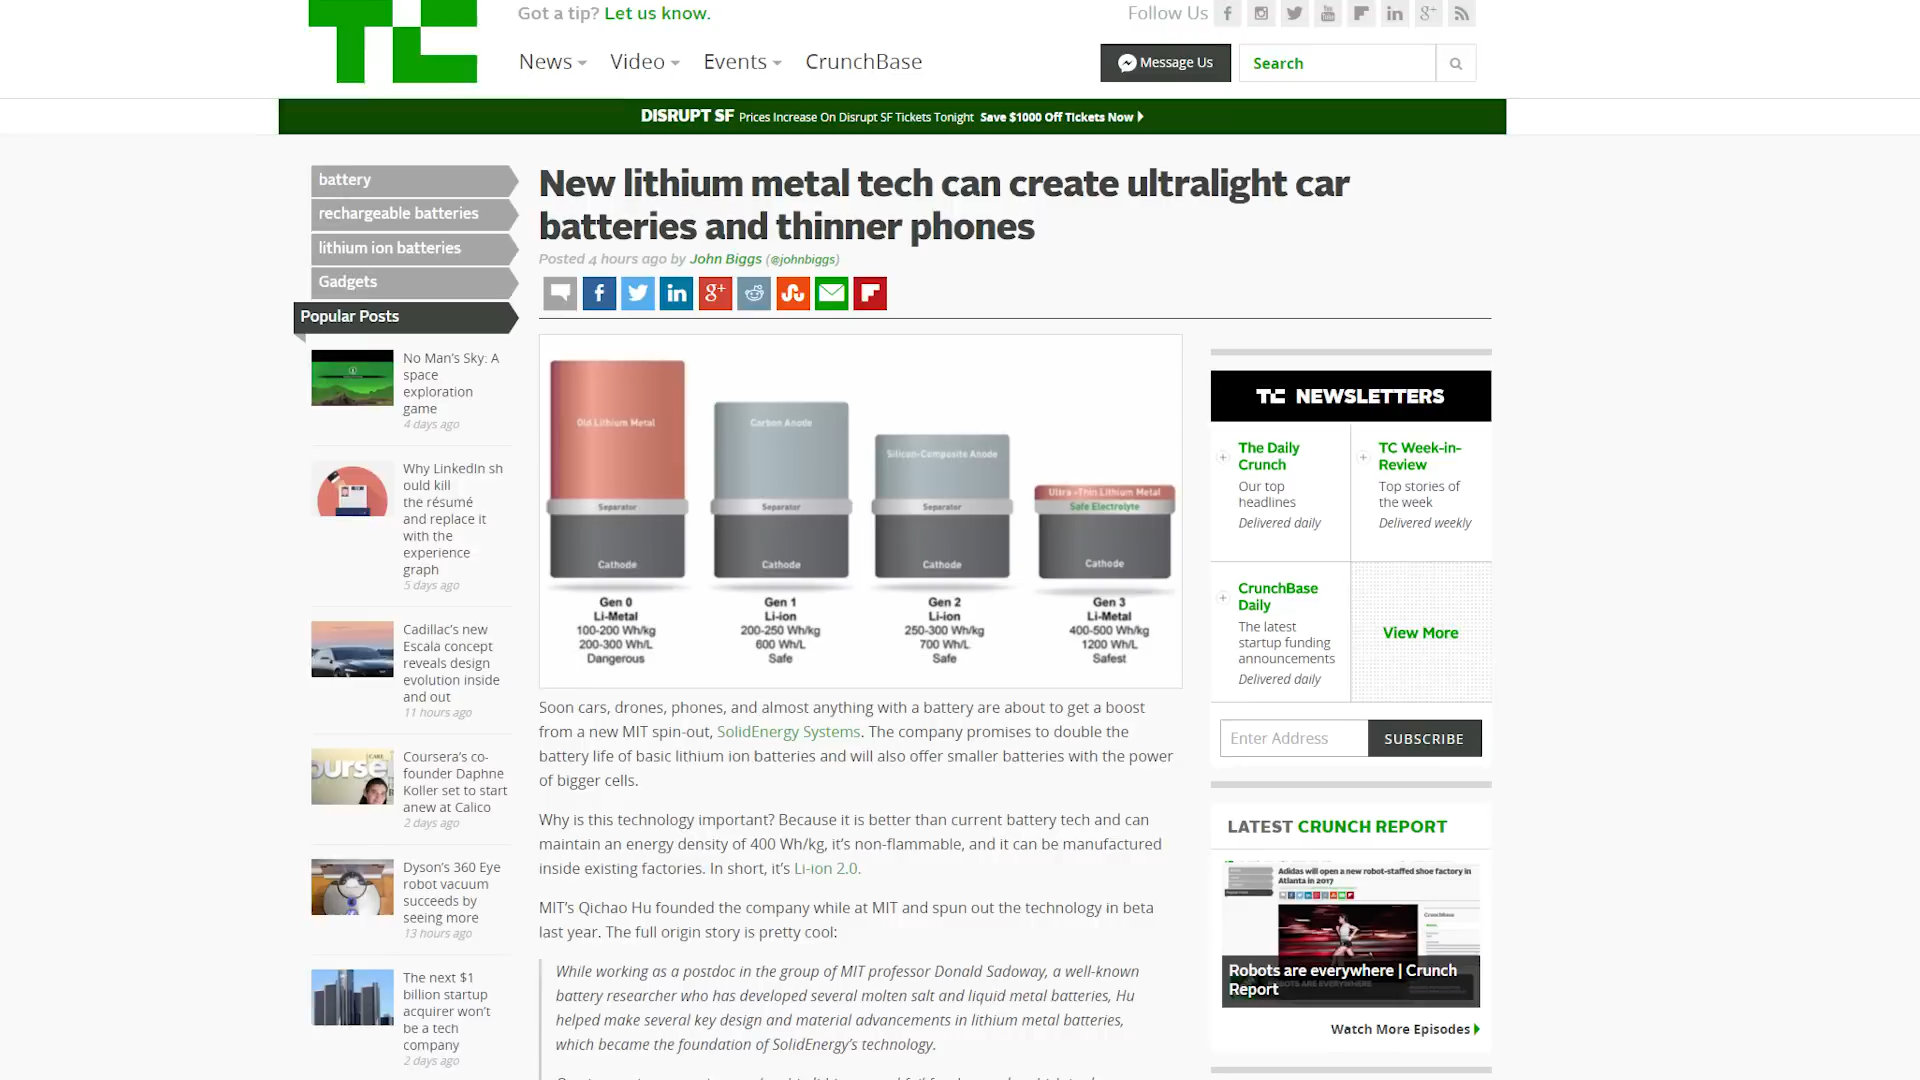 TC
Got a tip? Let us know.
Follow Us
News
Video
Events
CrunchBase
Message Us
Search
DISRUPT SF Prices Increase On Disrupt SF Tickets Tonight Save $1000 Off Tickets Now
battery
rechargeable batteries
lithium ion batteries
Gadgets
Popular Posts
No Man's Sky: A
space
exploration
game
4 days ago
Why LinkedIn sh
ould kill
the résumé
and replace it
with the
experience
graph
5 days ago
Cadillac's new
Escala concept
reveals design
evolution inside
and out
11 hours ago
Coursera's co-
founder Daphne
Koller set to start
anew at Calico
2 days ago
Dyson's 360 Eye
robot vacuum
succeeds by
seeing more
13 hours ago
The next $1
billion startup
acquirer won't
be a tech
company
2 days ago
New lithium metal tech can create ultralight car
batteries and thinner phones
Posted 4 hours ago by John Biggs (@johnbiggs)
Old Lithium Metal
Separator
Cathode
Gen 0
Li-Metal
100-200 Wh/kg
200-300 Wh/L
Dangerous
Carbon Anode
Separator
Cathode
Gen 1
Li-ion
200-250 Wh/kg
600 Wh/L
Safe
Silicon-Composite Anode
Separator
Cathode
Gen 2
Li-ion
250-300 Wh/kg
700 Wh/L
Safe
Ultra-Thin Lithium Metal
Safe Electrolyte
Cathode
Gen 3
Li-Metal
400-500 Wh/kg
1200 Wh/L
Safest
Soon cars, drones, phones, and almost anything with a battery are about to get a boost
from a new MIT spin-out, SolidEnergy Systems. The company promises to double the
battery life of basic lithium ion batteries and will also offer smaller batteries with the power
of bigger cells.
Why is this technology important? Because it is better than current battery tech and can
maintain an energy density of 400 Wh/kg, it's non-flammable, and it can be manufactured
inside existing factories. In short, it's Li-ion 2.0.
MIT's Qichao Hu founded the company while at MIT and spun out the technology in beta
last year. The full origin story is pretty cool:
While working as a postdoc in the group of MIT professor Donald Sadoway, a well-known
battery researcher who has developed several molten salt and liquid metal batteries, Hu
helped make several key design and material advancements in lithium metal batteries,
which became the foundation of SolidEnergy's technology.
TC NEWSLETTERS
The Daily
Crunch
Our top
headlines
Delivered daily
TC Week-in-
Review
Top stories of
the week
Delivered weekly
CrunchBase
Daily
The latest
startup funding
announcements
Delivered daily
View More
Enter Address
SUBSCRIBE
LATEST CRUNCH REPORT
Adidas will open a new robot-staffed shoe factory in
Atlanta in 2017
Robots are everywhere | Crunch
Report
Watch More Episodes